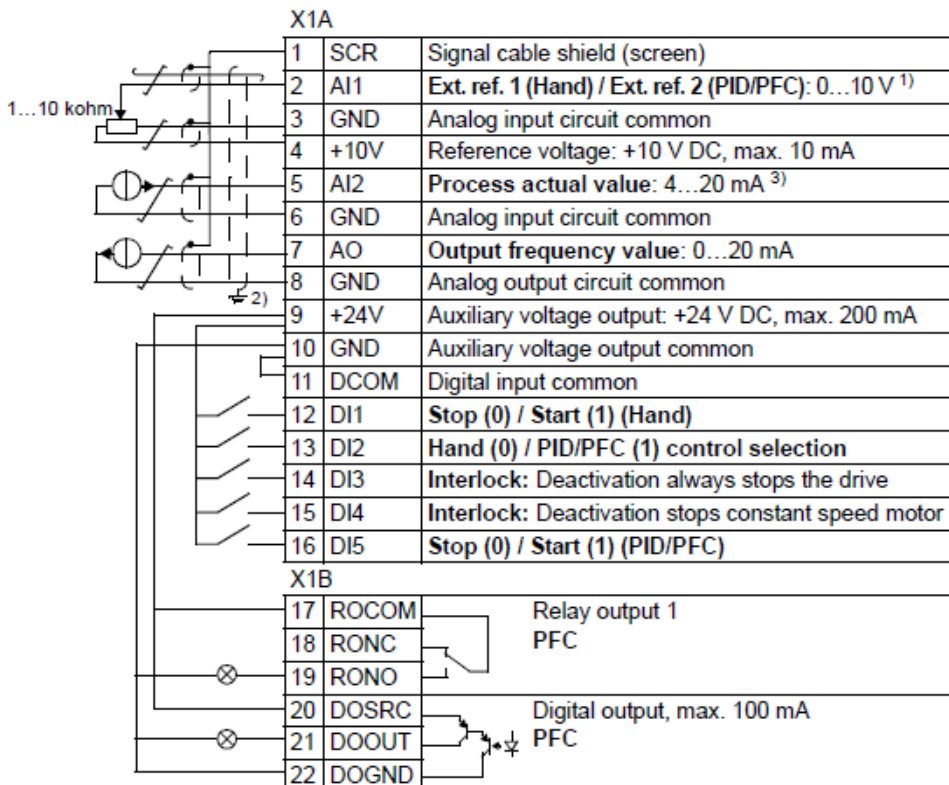 X1A
1 SCR Signal cable shield (screen)
2 AI1 Ext. ref. 1 (Hand) / Ext. ref. 2 (PID/PFC): 0…10 V 1)
1…10 kohm
3 GND Analog input circuit common
4 +10V Reference voltage: +10 V DC, max. 10 mA
5 AI2 Process actual value: 4…20 mA 3)
6 GND Analog input circuit common
7 AO Output frequency value: 0…20 mA
8 GND Analog output circuit common
2)
9 +24V Auxiliary voltage output: +24 V DC, max. 200 mA
10 GND Auxiliary voltage output common
11 DCOM Digital input common
12 DI1 Stop (0) / Start (1) (Hand)
13 DI2 Hand (0) / PID/PFC (1) control selection
14 DI3 Interlock: Deactivation always stops the drive
15 DI4 Interlock: Deactivation stops constant speed motor
16 DI5 Stop (0) / Start (1) (PID/PFC)
X1B
17 ROCOM Relay output 1
18 RONC PFC
19 RONO
20 DOSRC Digital output, max. 100 mA
21 DOOUT PFC
22 DOGND